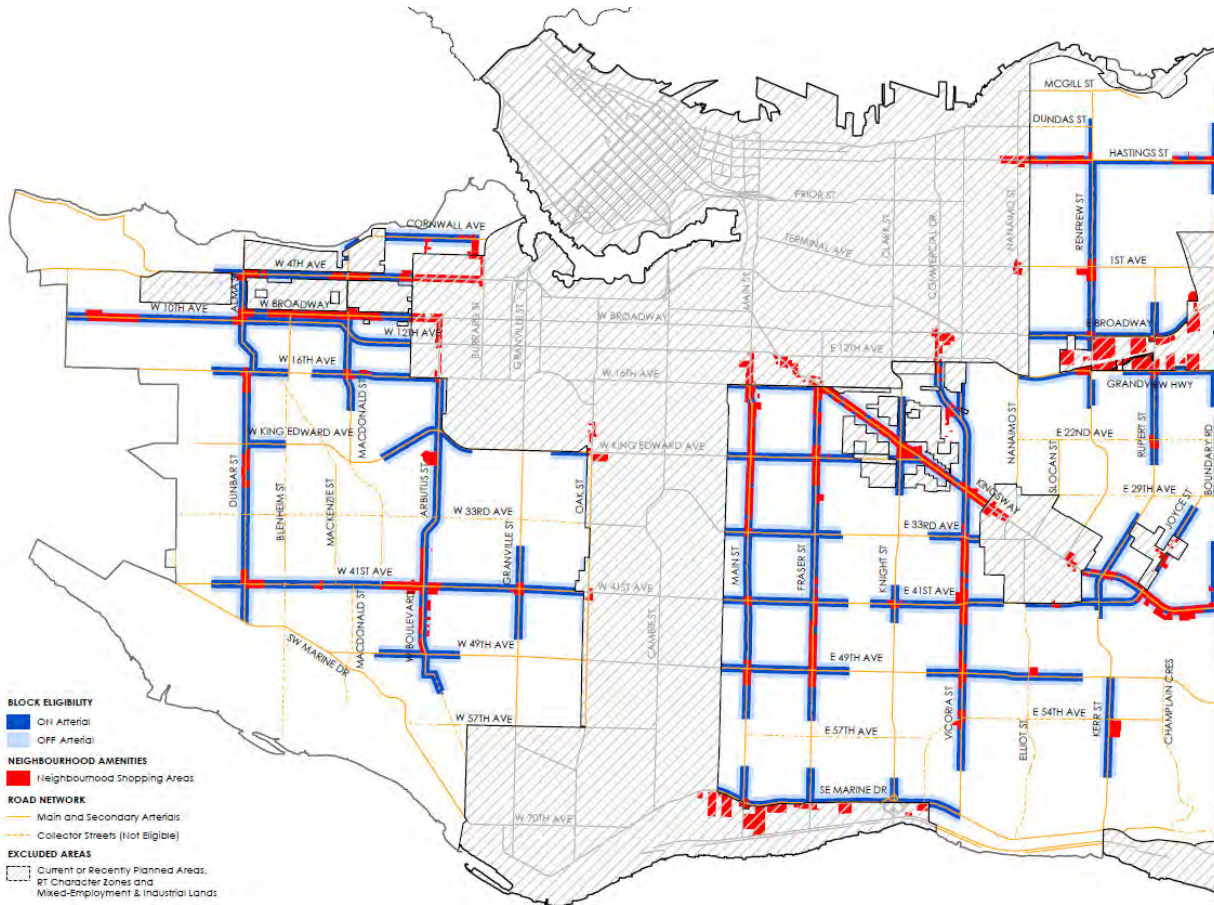 MCGILL ST
DUNDAS ST
HASTINGS ST
PRIOR ST
TERMINAL AVE
CLARK ST
COMMERCIAL DR
NANAIMO ST
RENFREW ST
1ST AVE
CORNWALL AVE
W 4TH AVE
ALMA
W 10TH AVE
W BROADWAY
W 12TH AVE
W 16TH AVE
BURRARD ST
GRANVILLE ST
W BROADWAY
MAIN ST
E 12TH AVE
W 16TH AVE
E BROADWAY
GRANDVIEW HWY
W KING EDWARD AVE
MACDONALD ST
W KING EDWARD AVE
NANAIMO ST
SLOCAN ST
E 22ND AVE
RUPERT ST
BOUNDARY RD
DUNBAR ST
BLENHEIM ST
MACKENZIE ST
ARBUTUS ST
W 33RD AVE
GRANVILLE ST
OAK ST
KINGSWAY
E 29TH AVE
JOYCE ST
E 33RD AVE
W 41ST AVE
MACDONALD ST
W BOULEVARD
W 41ST AVE
CAMBIE ST
MAIN ST
FRASER ST
KNIGHT ST
E 41ST AVE
SW MARINE DR
W 49TH AVE
E 49TH AVE
W 57TH AVE
E 57TH AVE
VICORIA ST
ELLIOT ST
E 54TH AVE
KERR ST
CHAMPLAIN CRES
SE MARINE DR
W 70TH AVE
BLOCK ELIGIBILITY
ON Arterial
OFF Arterial
NEIGHBOURHOOD AMENITIES
Neighbournood Shopping Areas
ROAD NETWORK
Main and Secondary Arterials
Collector Streets (Not Eligible)
EXCLUDED AREAS
Current or Recently Planned Areas,
RT Character Zones and
Mixed-Employment & Industrial Lands